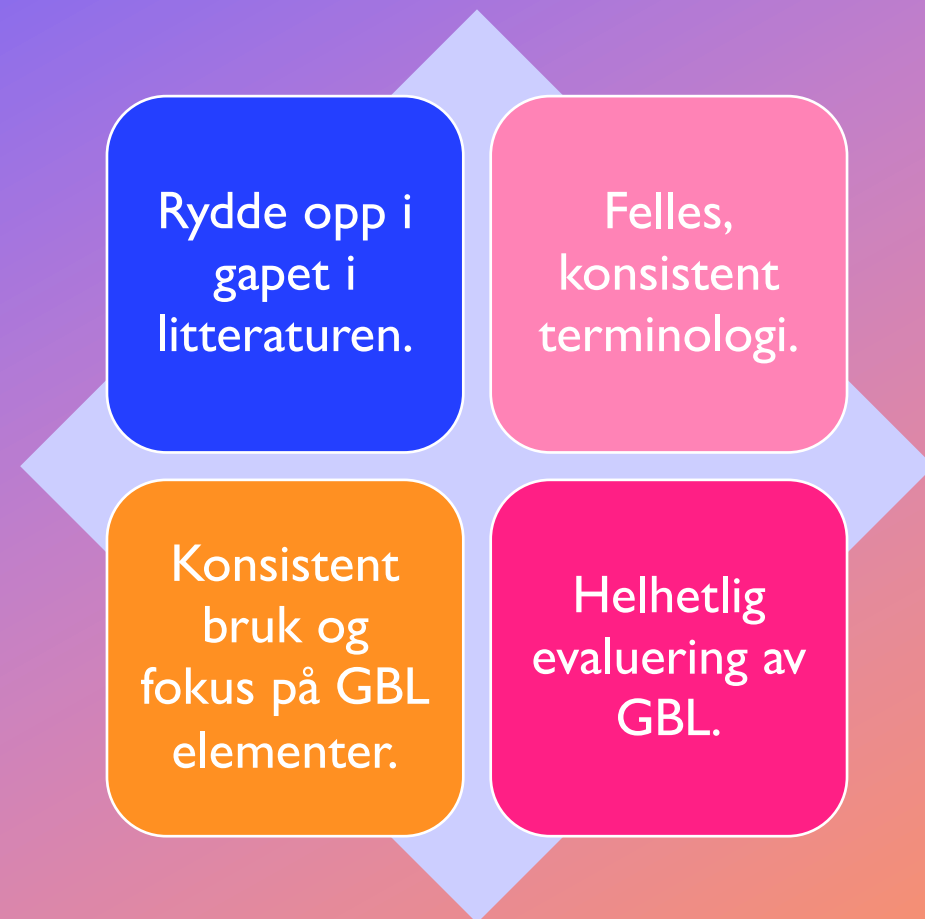 Rydde opp i
gapet i
litteraturen.
Felles,
konsistent
terminologi.
Konsistent
bruk og
fokus på GBL
elementer.
Helhetlig
evaluering av
GBL.